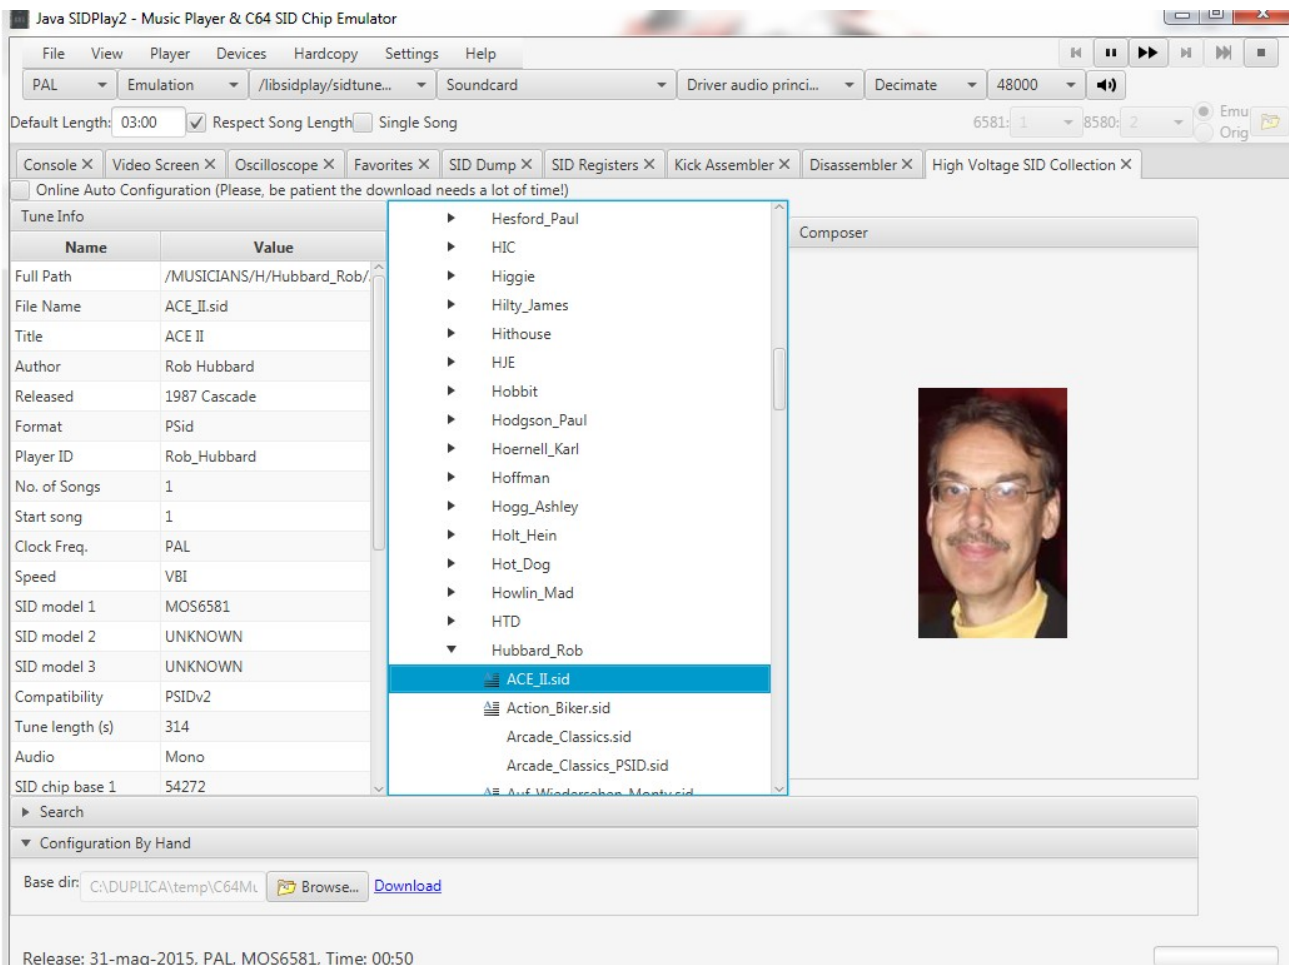 Java SIDPlay2 - Music Player & C64 SID Chip Emulator
File View Player Devices Hardcopy Settings Help
PAL Emulation /libsidplay/sidtune... Soundcard Driver audio princi... Decimate 48000
Default Length: 03:00 Respect Song Length Single Song 6581: 1 8580: 2 Emu
Orig
Console X Video Screen X Oscilloscope X Favorites X SID Dump X SID Registers X Kick Assembler X Disassembler X High Voltage SID Collection X
Online Auto Configuration (Please, be patient the download needs a lot of time!)
Tune Info
Name Value
Full Path /MUSICIANS/H/Hubbard_Rob/
File Name ACE_II.sid
Title ACE II
Author Rob Hubbard
Released 1987 Cascade
Format PSid
Player ID Rob_Hubbard
No. of Songs 1
Start song 1
Clock Freq. PAL
Speed VBI
SID model 1 MOS6581
SID model 2 UNKNOWN
SID model 3 UNKNOWN
Compatibility PSIDv2
Tune length (s) 314
Audio Mono
SID chip base 1 54272
Hesford_Paul
HIC
Higgie
Hilty_James
Hithouse
HJE
Hobbit
Hodgson_Paul
Hoernell_Karl
Hoffman
Hogg_Ashley
Holt_Hein
Hot_Dog
Howlin_Mad
HTD
Hubbard_Rob
ACE_II.sid
Action_Biker.sid
Arcade_Classics.sid
Arcade_Classics_PSID.sid
Auf_Wiedersehen_Monty.sid
Composer
Search
Configuration By Hand
Base dir: C:\DUPLICA\temp\C64Mu Browse... Download
Release: 31-mag-2015, PAL, MOS6581, Time: 00:50